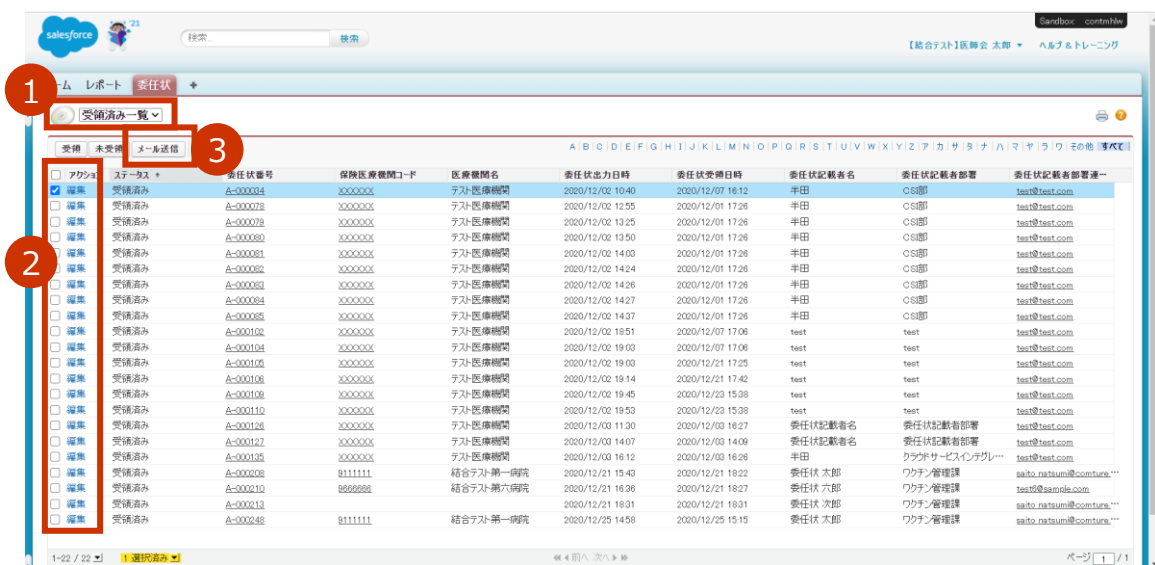 Sandbox: contmhlw
salesforce '21 検索... 検索
【結合テスト】医師会 太郎 ヘルプ & トレーニング
ーム レポート 委任状 +
1
受領済み一覧
受領 未受領 メール送信 3 A B C D E F G H I J K L M N O P Q R S T U V W X Y Z ア カ サ タ ナ ハ マ ヤ ラ ワ その他 すべて
アクション ステータス ↑ 委任状番号 保険医療機関コード 医療機関名 委任状出力日時 委任状受領日時 委任状記載者名 委任状記載者部署 委任状記載者部署連…
編集 受領済み A-000034 XXXXXXX テスト医療機関 2020/12/02 10:40 2020/12/07 16:12 半田 CSI部 test@test.com
編集 受領済み A-000078 XXXXXXX テスト医療機関 2020/12/02 12:55 2020/12/01 17:26 半田 CSI部 test@test.com
編集 受領済み A-000079 XXXXXXX テスト医療機関 2020/12/02 13:25 2020/12/01 17:26 半田 CSI部 test@test.com
編集 受領済み A-000080 XXXXXXX テスト医療機関 2020/12/02 13:50 2020/12/01 17:26 半田 CSI部 test@test.com
2 編集 受領済み A-000081 XXXXXXX テスト医療機関 2020/12/02 14:03 2020/12/01 17:26 半田 CSI部 test@test.com
編集 受領済み A-000082 XXXXXXX テスト医療機関 2020/12/02 14:24 2020/12/01 17:26 半田 CSI部 test@test.com
編集 受領済み A-000083 XXXXXXX テスト医療機関 2020/12/02 14:26 2020/12/01 17:26 半田 CSI部 test@test.com
編集 受領済み A-000084 XXXXXXX テスト医療機関 2020/12/02 14:27 2020/12/01 17:26 半田 CSI部 test@test.com
編集 受領済み A-000085 XXXXXXX テスト医療機関 2020/12/02 14:37 2020/12/01 17:26 半田 CSI部 test@test.com
編集 受領済み A-000102 XXXXXXX テスト医療機関 2020/12/02 18:51 2020/12/07 17:06 test test test@test.com
編集 受領済み A-000104 XXXXXXX テスト医療機関 2020/12/02 19:03 2020/12/07 17:06 test test test@test.com
編集 受領済み A-000105 XXXXXXX テスト医療機関 2020/12/02 19:03 2020/12/21 17:25 test test test@test.com
編集 受領済み A-000106 XXXXXXX テスト医療機関 2020/12/02 19:14 2020/12/21 17:42 test test test@test.com
編集 受領済み A-000109 XXXXXXX テスト医療機関 2020/12/02 19:45 2020/12/23 15:38 test test test@test.com
編集 受領済み A-000110 XXXXXXX テスト医療機関 2020/12/02 19:53 2020/12/23 15:38 test test test@test.com
編集 受領済み A-000126 XXXXXXX テスト医療機関 2020/12/03 11:30 2020/12/03 16:27 委任状記載者名 委任状記載者部署 test@test.com
編集 受領済み A-000127 XXXXXXX テスト医療機関 2020/12/03 14:07 2020/12/03 14:09 委任状記載者名 委任状記載者部署 test@test.com
編集 受領済み A-000135 XXXXXXX テスト医療機関 2020/12/03 16:12 2020/12/03 16:26 半田 クラウドサービスインテグレ… test@test.com
編集 受領済み A-000208 9111111 結合テスト第一病院 2020/12/21 15:43 2020/12/21 18:22 委任状 太郎 ワクチン管理課 saito natsumi@comture.…
編集 受領済み A-000210 9666666 結合テスト第六病院 2020/12/21 16:36 2020/12/21 18:27 委任状 六郎 ワクチン管理課 test6@sample.com
編集 受領済み A-000213 2020/12/21 18:31 2020/12/21 18:31 委任状 次郎 ワクチン管理課 saito natsumi@comture.…
編集 受領済み A-000248 9111111 結合テスト第一病院 2020/12/25 14:58 2020/12/25 15:15 委任状 太郎 ワクチン管理課 saito natsumi@comture.…
1-22 / 22 1 選択済み 前へ 次へ ページ 1 / 1